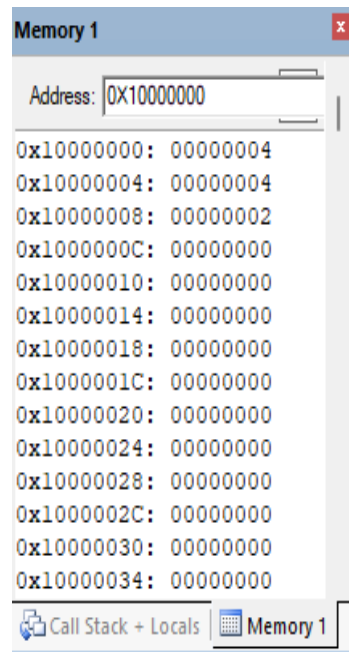 Memory 1
x
Address: 0X10000000
0x10000000: 00000004
0x10000004: 00000004
0x10000008: 00000002
0x1000000C: 00000000
0x10000010: 00000000
0x10000014: 00000000
0x10000018: 00000000
0x1000001C: 00000000
0x10000020: 00000000
0x10000024: 00000000
0x10000028: 00000000
0x1000002C: 00000000
0x10000030: 00000000
0x10000034: 00000000
Call Stack + Locals Memory 1